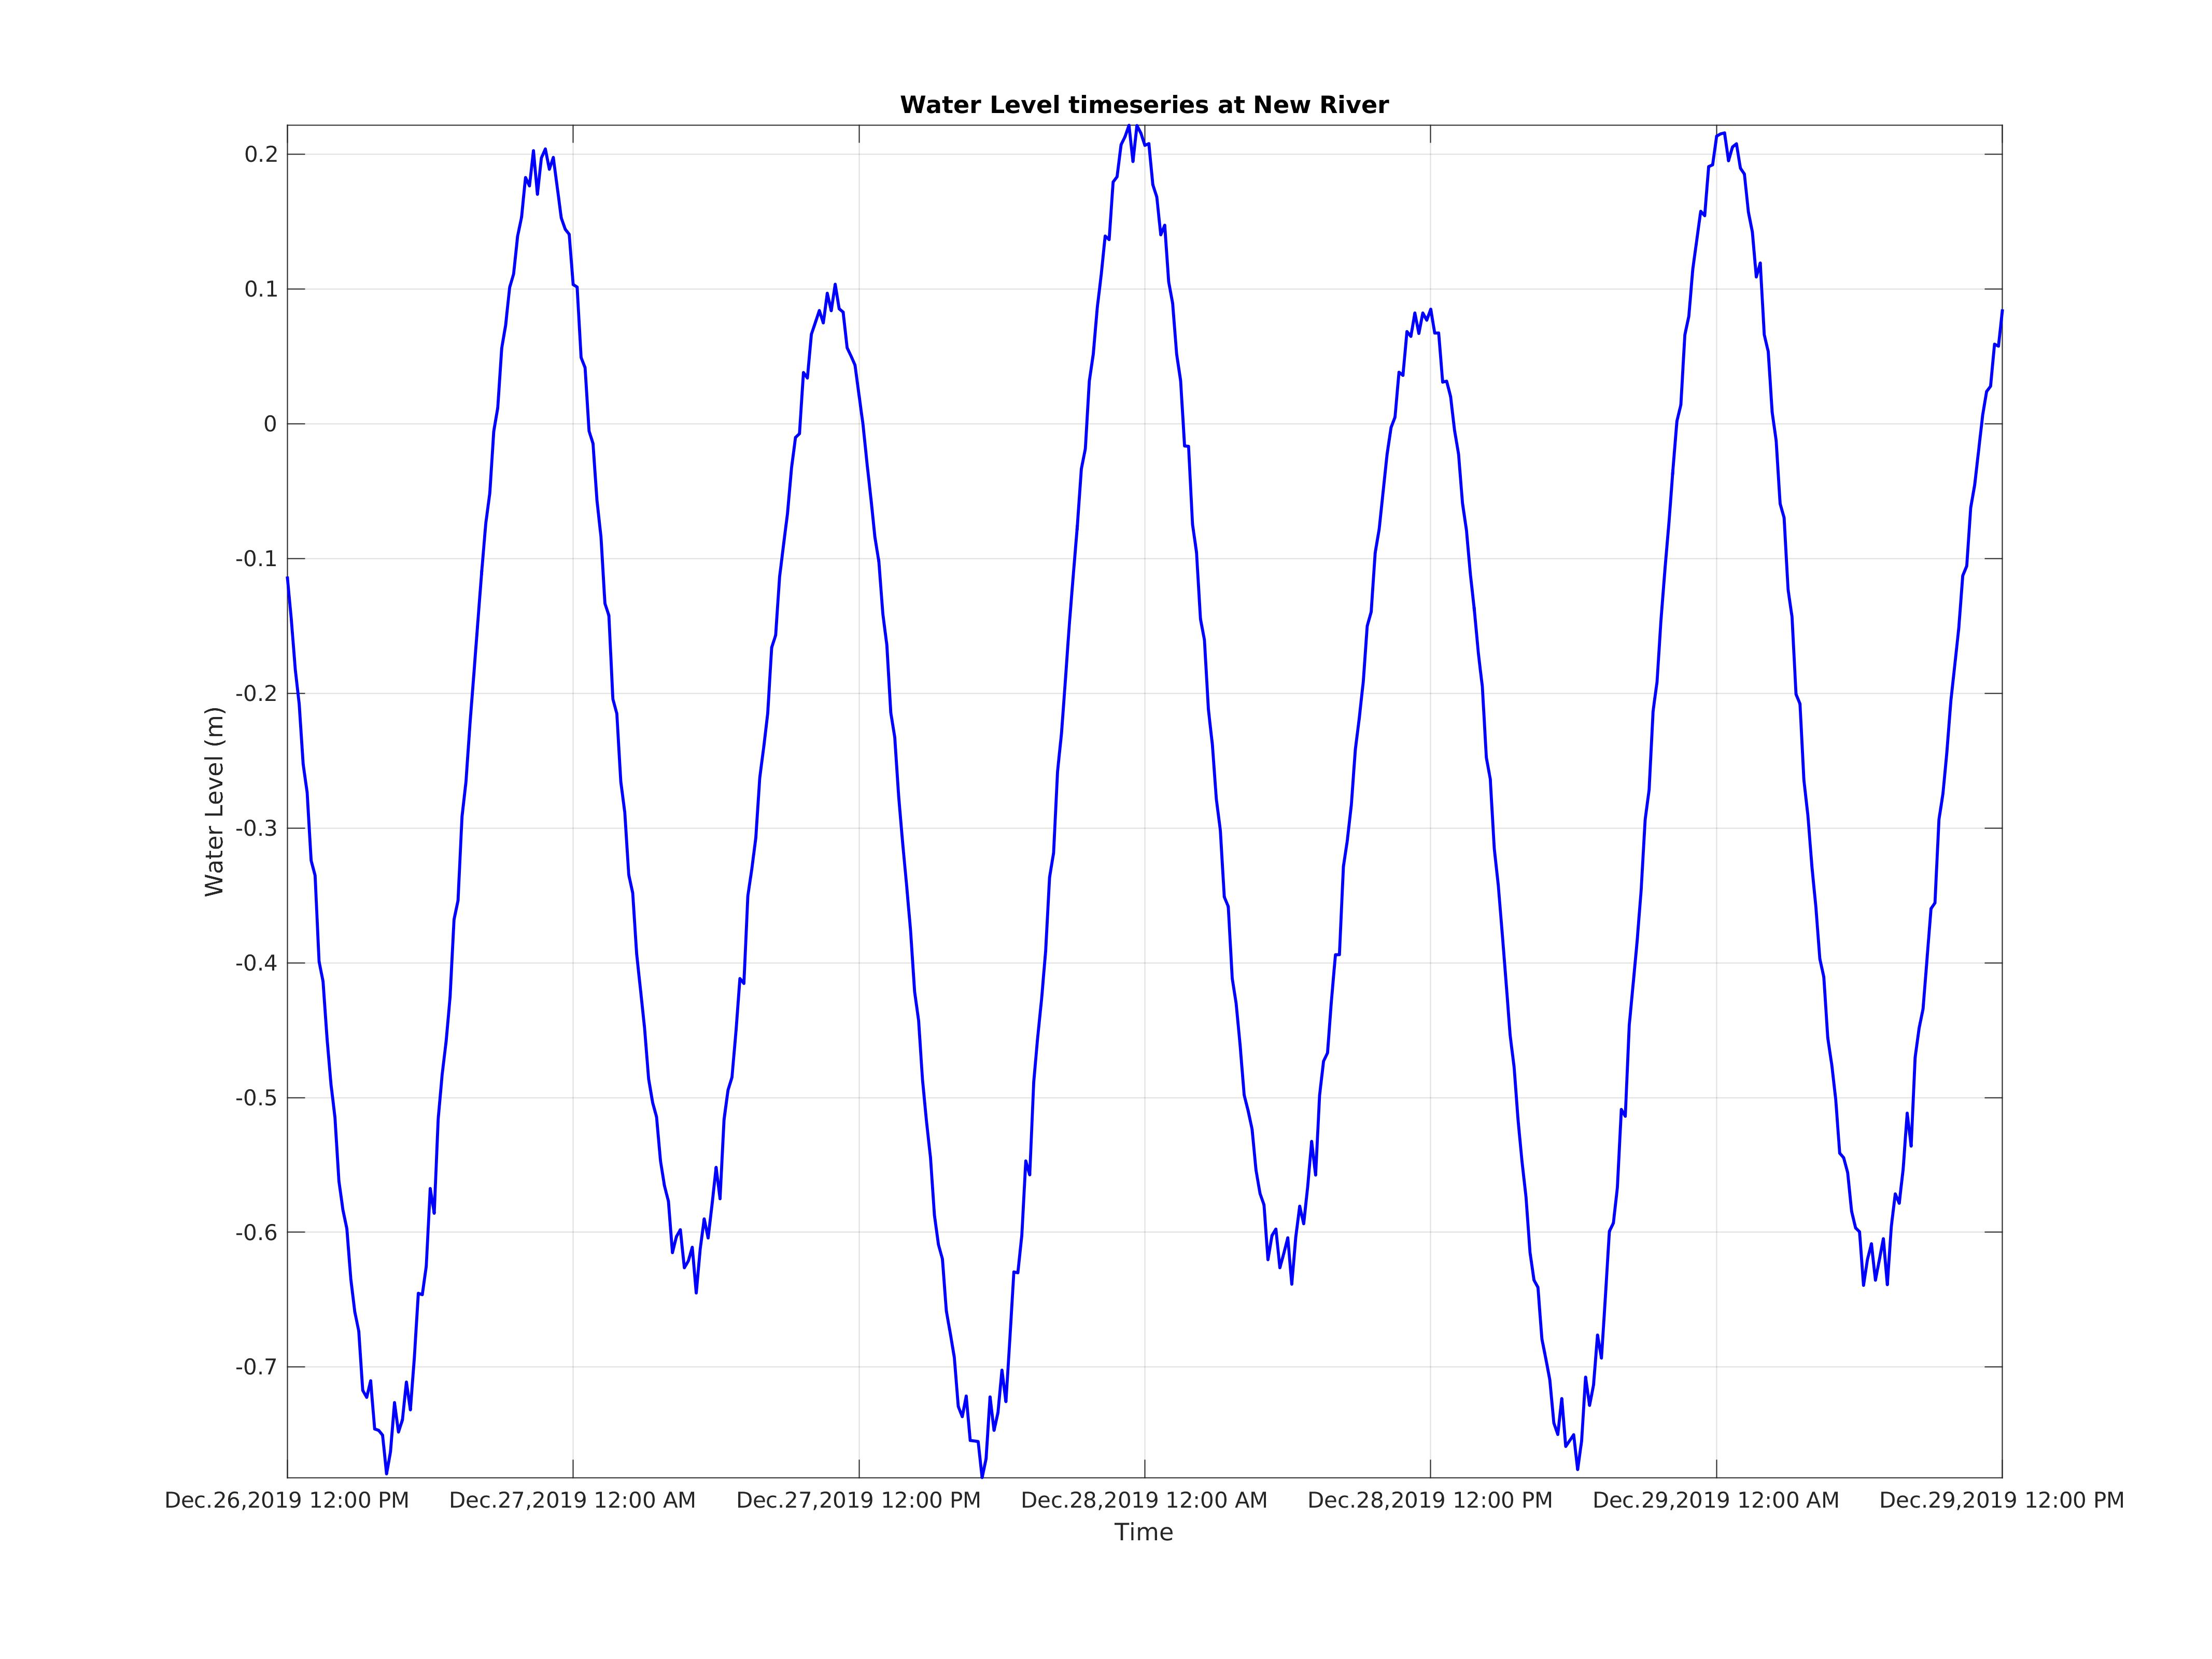 Water Level timeseries at New River
0.2
0.1
0
-0.1
-0.2
-0.3
-0.4
-0.5
-0.6
-0.7
Water Level (m)
Dec.26,2019 12:00 PM Dec.27,2019 12:00 AM Dec.27,2019 12:00 PM Dec.28,2019 12:00 AM Dec.28,2019 12:00 PM Dec.29,2019 12:00 AM Dec.29,2019 12:00 PM
Time